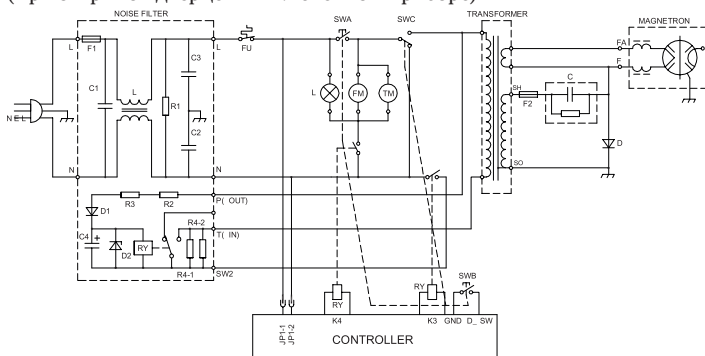 NOISE FILTER
SWA
SWC
TRANSFORMER
MAGNETRON
L
F1
L
FU
FA
F
C3
C1
L
R1
L
FM
TM
SH
F2
C
N E L
C2
D
N
N
SO
R3
R2
P( OUT)
D1
R4-2
T( IN)
C4
+
D2
RY
R4-1
SW2
SWB
RY
RY
JP1-1
JP1-2
K4
K3
GND
D_ SW
CONTROLLER